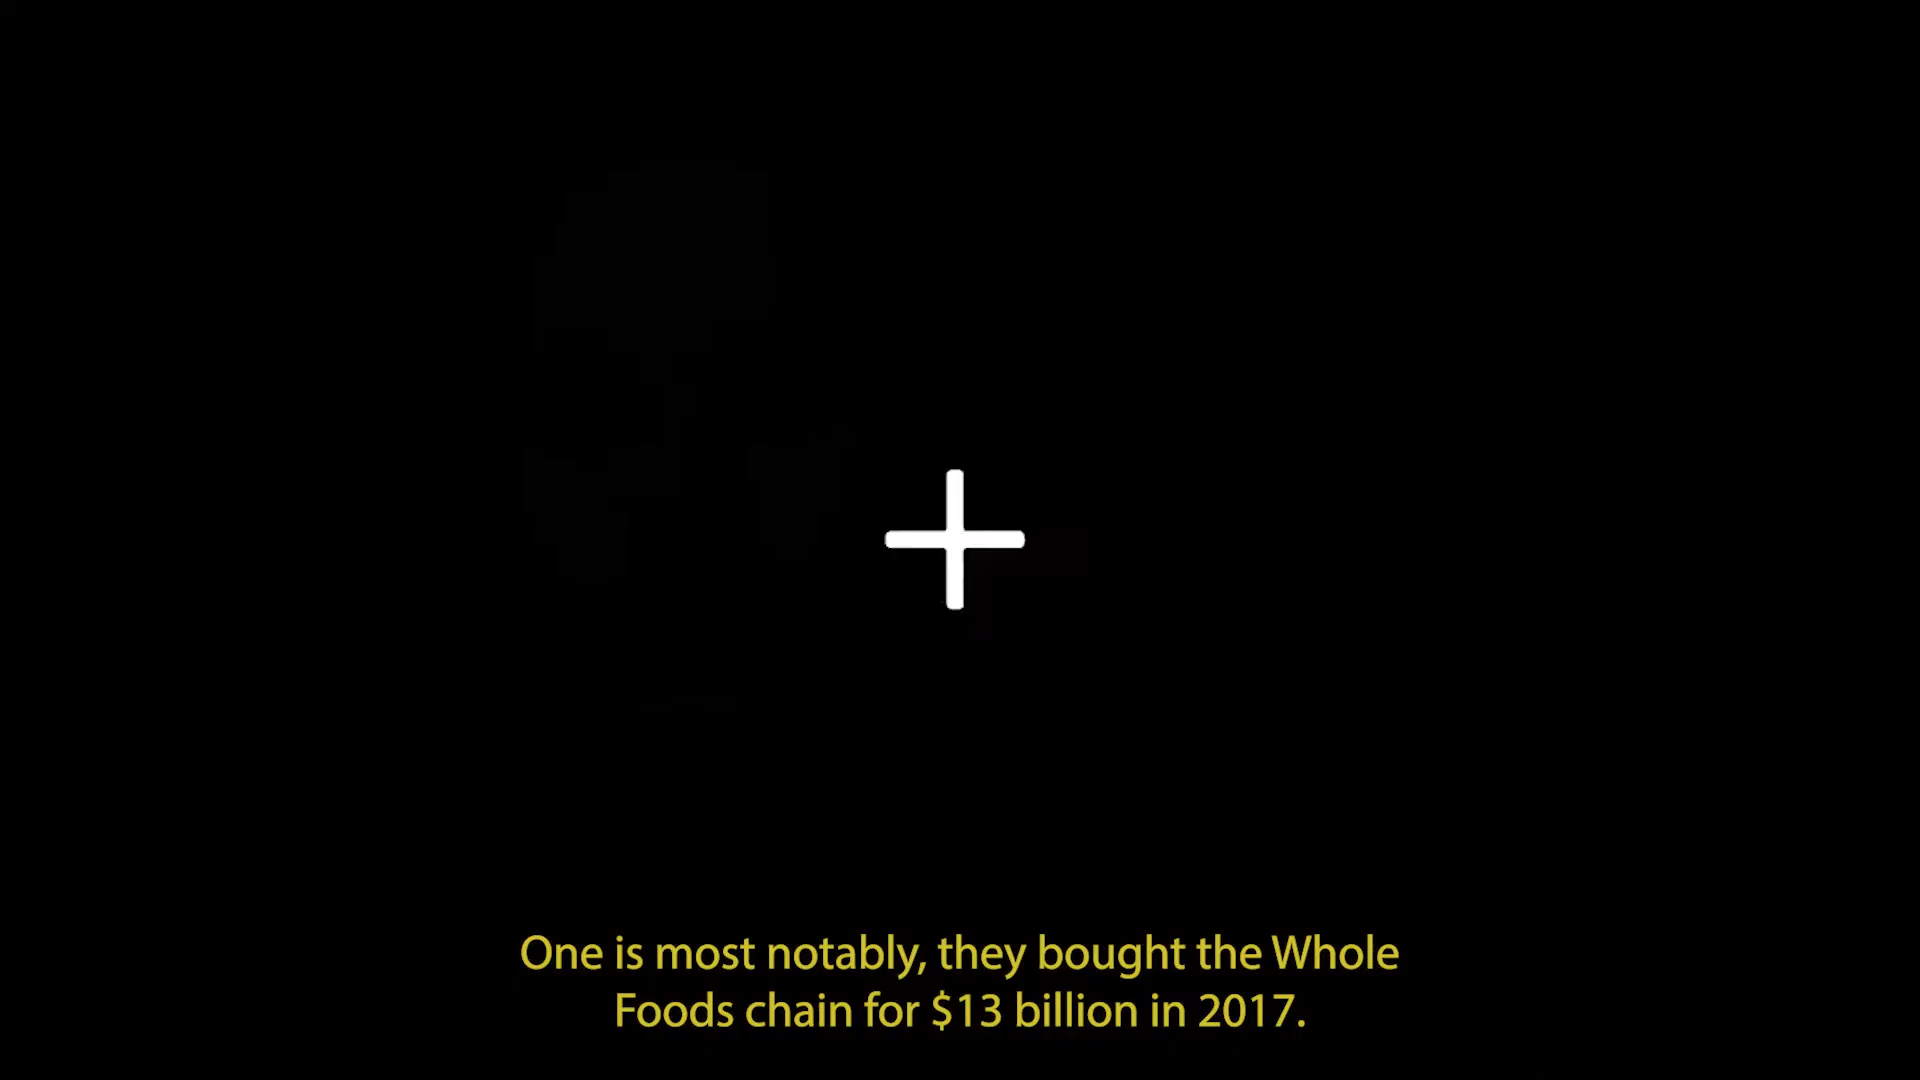 One is most notably, they bought the Whole
Foods chain for $13 billion in 2017.